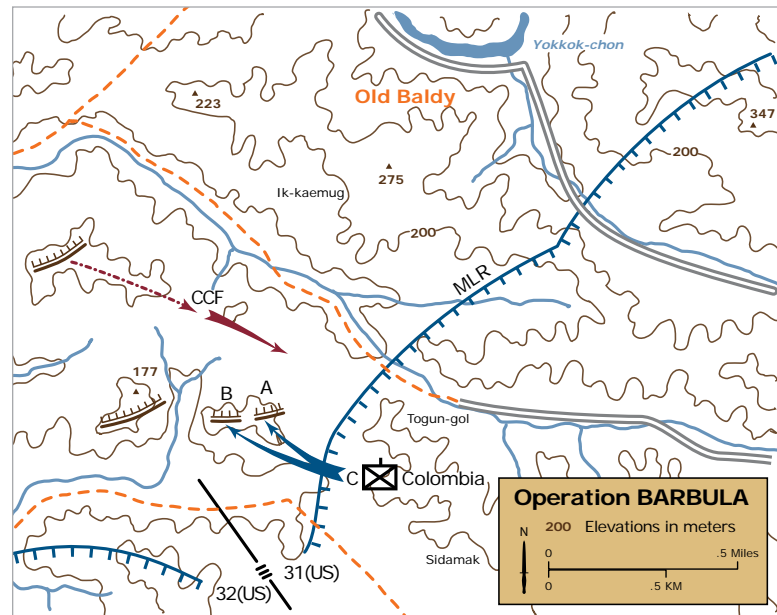 Yokkok-chon
Old Baldy
223
347
275
200
Ik-kaemug
200
MLR
CCF
177
B
A
Togun-gol
C
Colombia
Operation BARBULA
N
200 Elevations in meters
0 .5 Miles
0 .5 KM
Sidamak
31(US)
32(US)